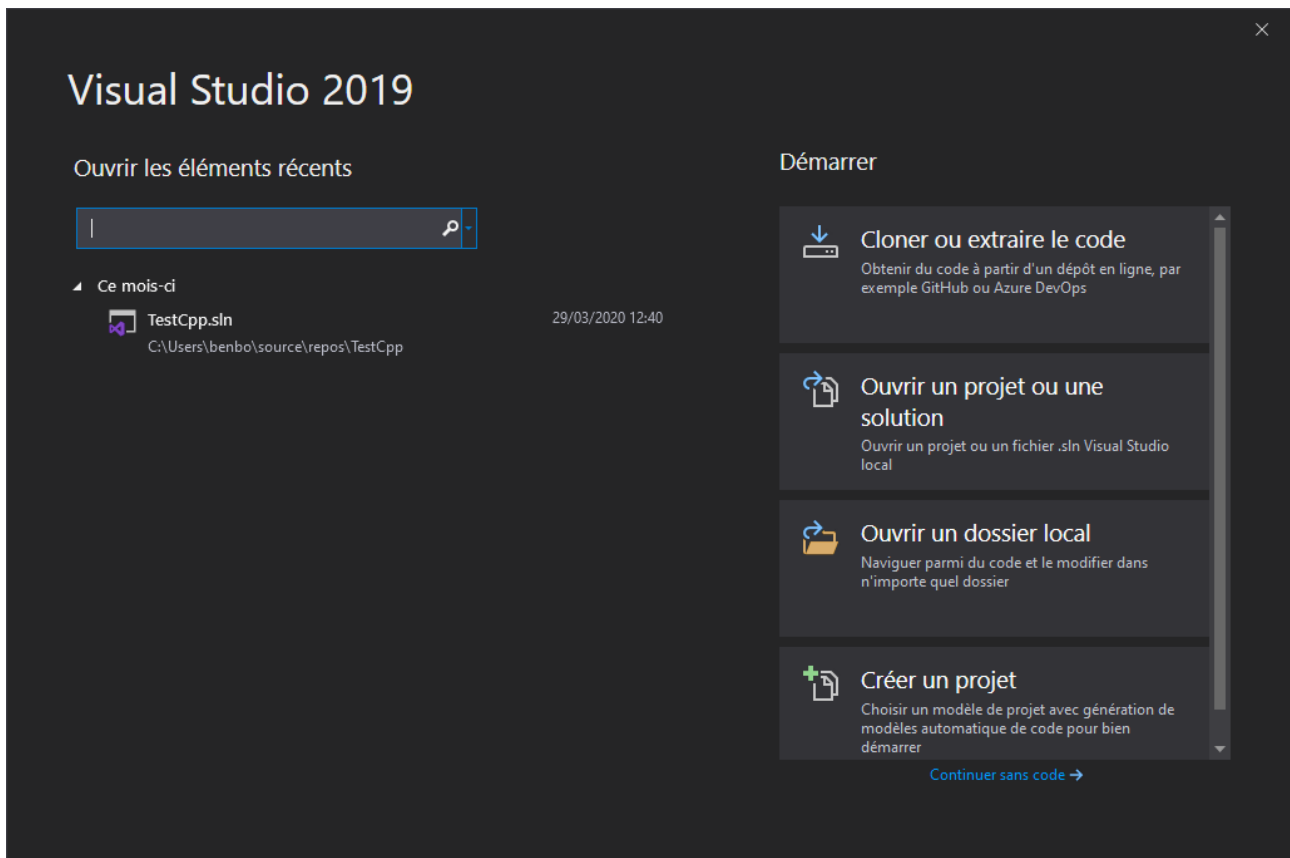 Visual Studio 2019
Ouvrir les éléments récents
Ce mois-ci
TestCpp.sln
29/03/2020 12:40
C:\Users\benbo\source\repos\TestCpp
Démarrer
Cloner ou extraire le code
Obtenir du code à partir d'un dépôt en ligne, par
exemple GitHub ou Azure DevOps
Ouvrir un projet ou une
solution
Ouvrir un projet ou un fichier .sln Visual Studio
local
Ouvrir un dossier local
Naviguer parmi du code et le modifier dans
n'importe quel dossier
Créer un projet
Choisir un modèle de projet avec génération de
modèles automatique de code pour bien
démarrer
Continuer sans code